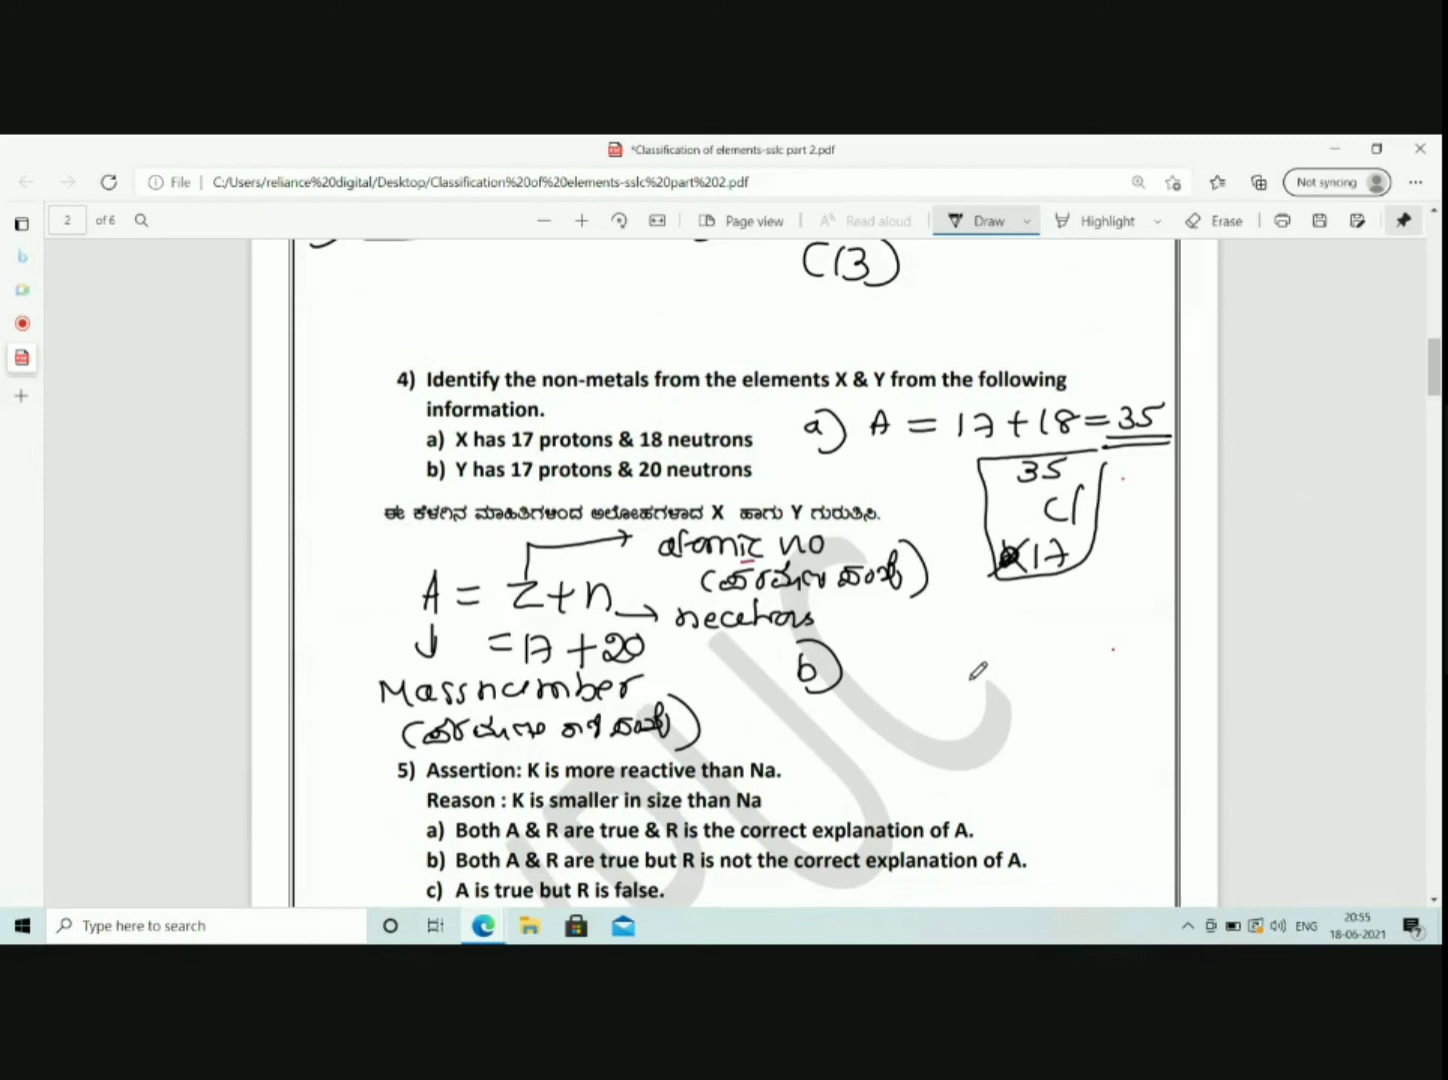 *Classification of elements-sslc part 2.pdf
File | C:/Users/reliance%20digital/Desktop/Classification%20of%20elements-sslc%20part%202.pdf
Not syncing
2 of 6
Page view
Read aloud
Draw
Highlight
Erase
Cl3)
4) Identify the non-metals from the elements X & Y from the following
information.
a) X has 17 protons & 18 neutrons
b) Y has 17 protons & 20 neutrons
a) A = 17+18=35
35
Cl
17
ಈ ಕೆಳಗಿನ ಮಾಹಿತಿಗಳಿಂದ ಅಲೋಹಗಳಾದ X ಹಾಗು Y ಗುರುತಿಸಿ.
atomic no
A = Z+n
= 17 +20
b)
Mass number
5) Assertion: K is more reactive than Na.
Reason : K is smaller in size than Na
a) Both A & R are true & R is the correct explanation of A.
b) Both A & R are true but R is not the correct explanation of A.
c) A is true but R is false.
Type here to search
ENG
20:55
18-06-2021
7